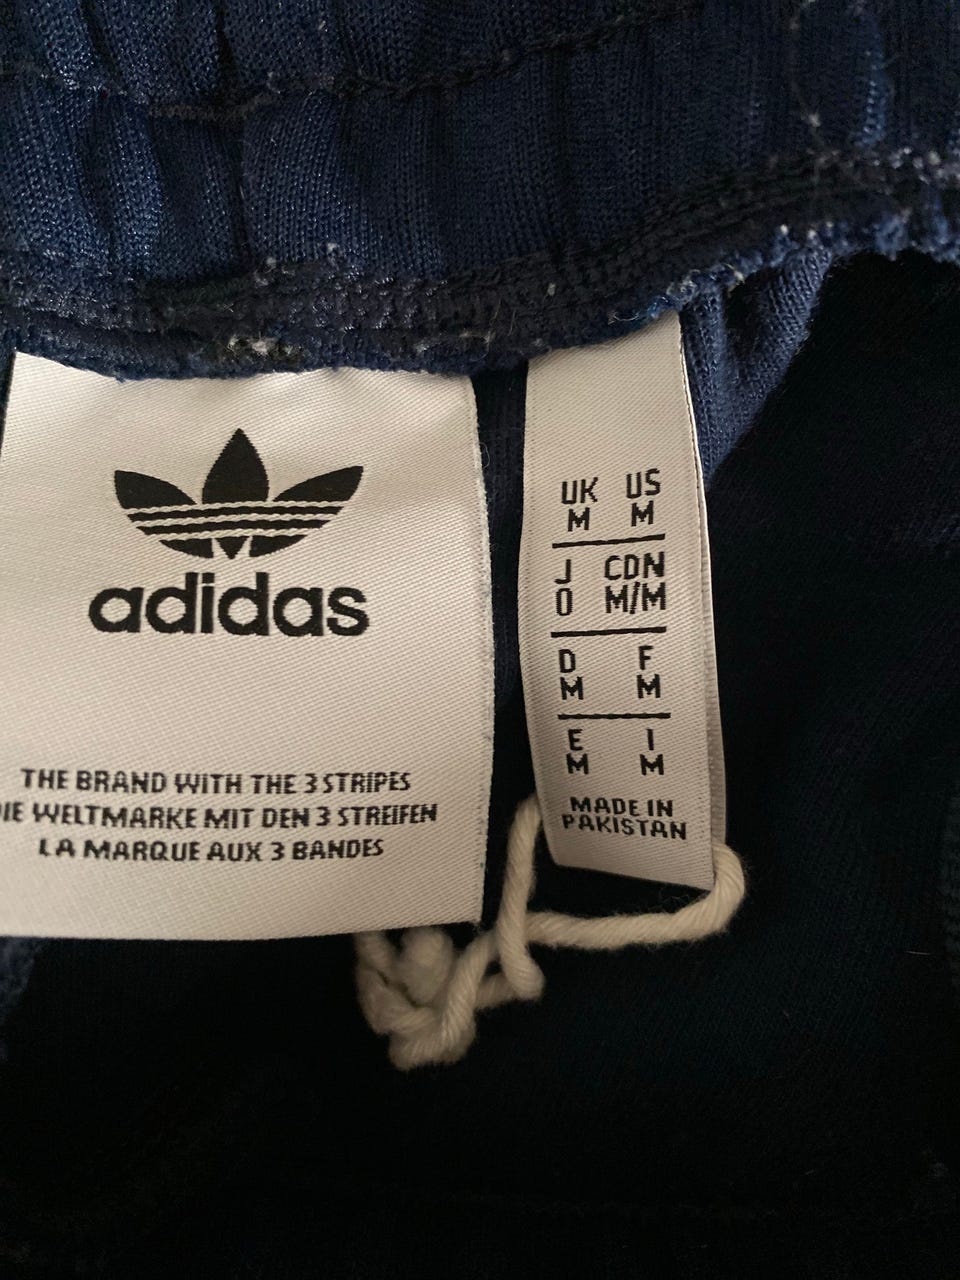 adidas
THE BRAND WITH THE 3 STRIPES
DIE WELTMARKE MIT DEN 3 STREIFEN
LA MARQUE AUX 3 BANDES
UK US
M M
J CDN
O M/M
D F
M M
E I
M M
MADE IN
PAKISTAN